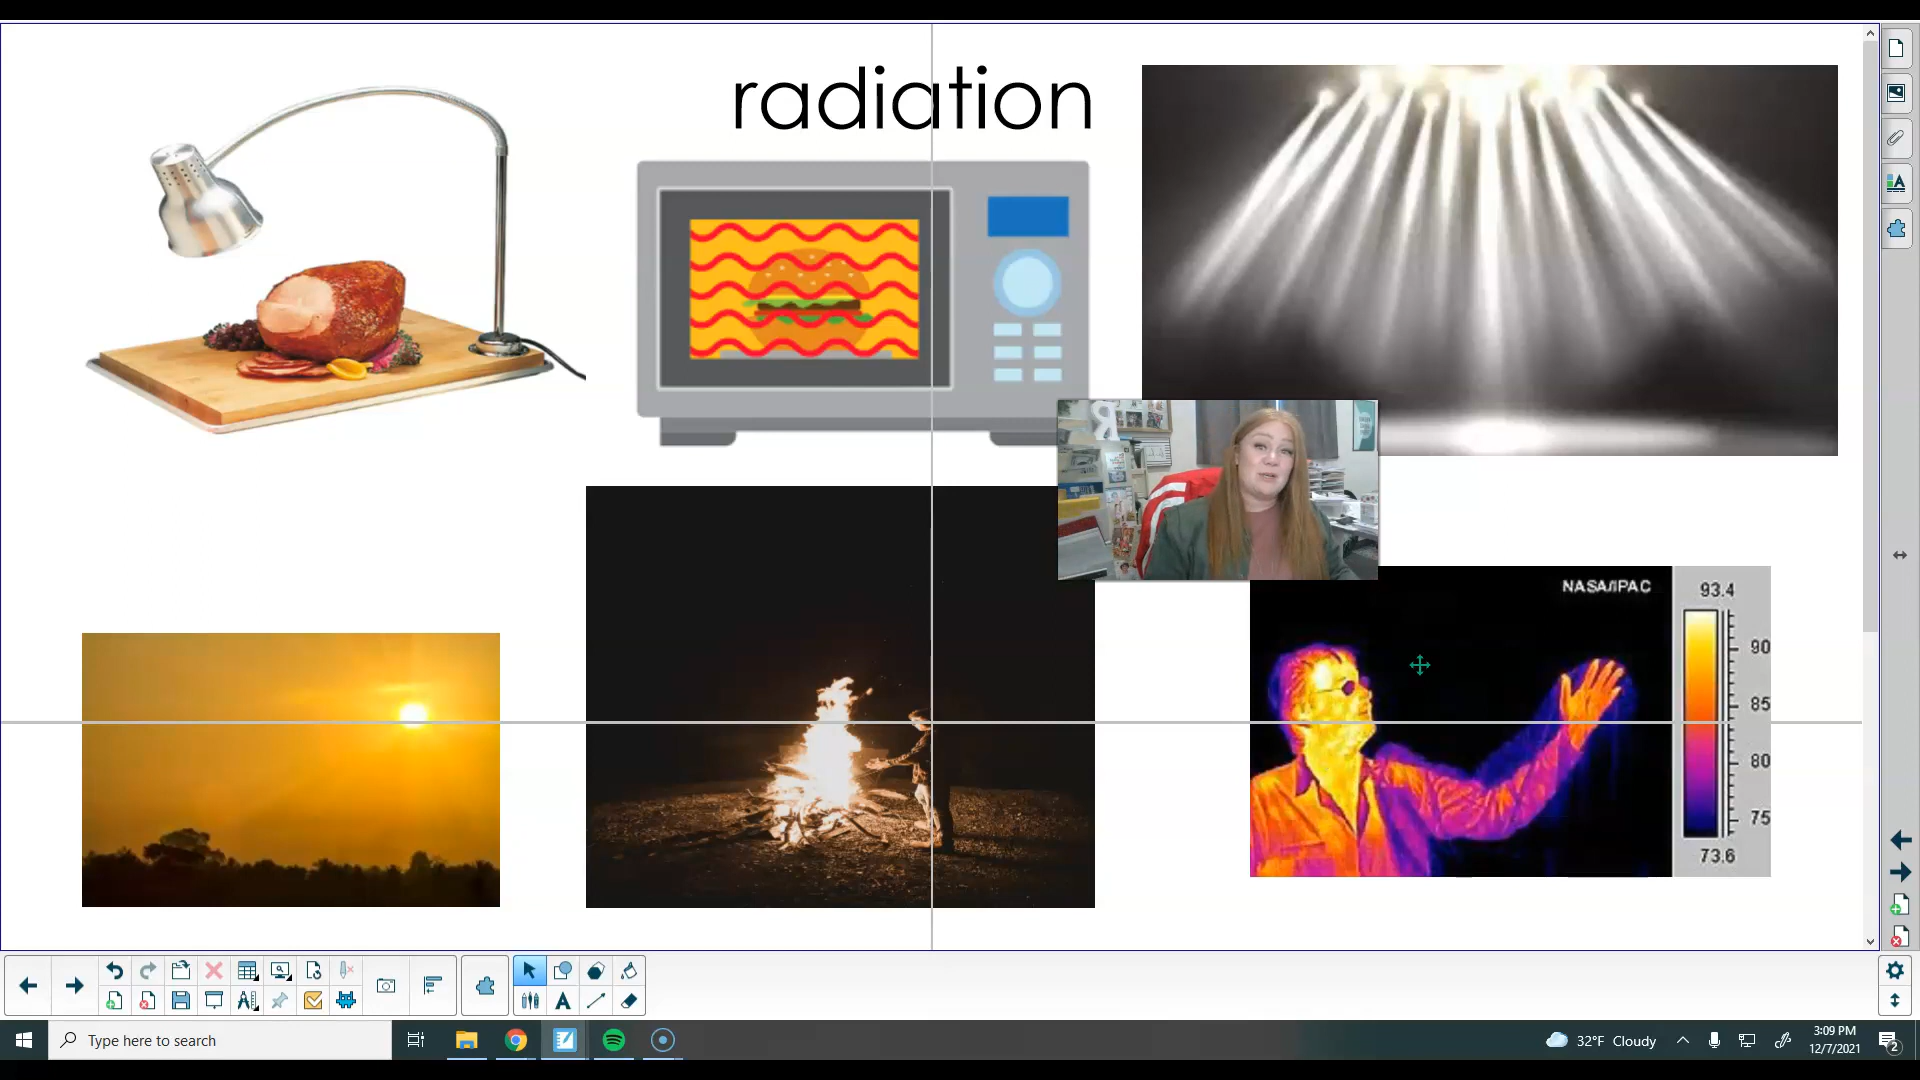 radiation
NASA/IPAC
93.4
90
85
80
75
73.6
Type here to search
32°F Cloudy
3:09 PM
12/7/2021
2